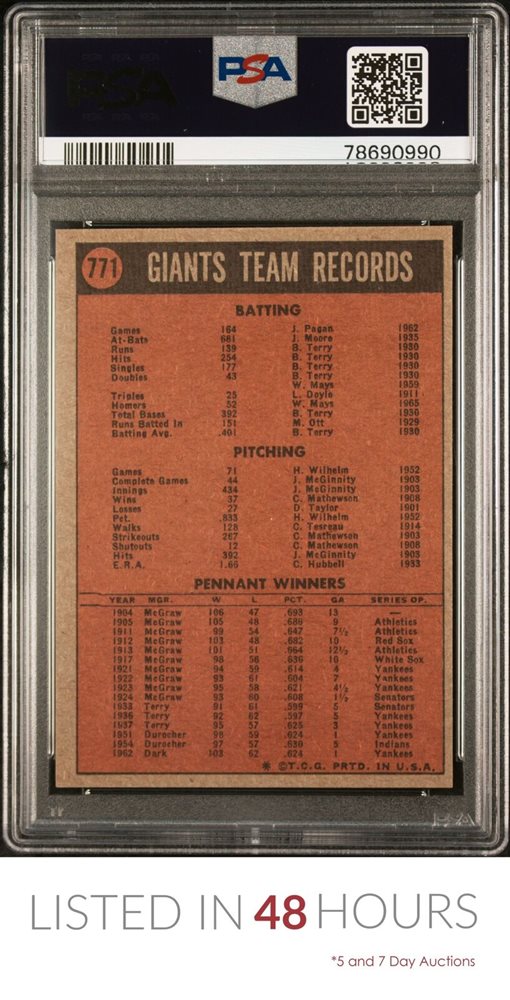 PSA
PSA
78690990
771 GIANTS TEAM RECORDS
BATTING
Games 164 J. Pagan 1962
At-Bats 681 J. Moore 1935
Runs 139 B. Terry 1930
Hits 254 B. Terry 1930
Singles 177 B. Terry 1930
Doubles 43 B. Terry 1930
W. Mays 1959
Triples 25 L. Doyle 1911
Homers 52 W. Mays 1965
Total Bases 392 B. Terry 1930
Runs Batted In 151 M. Ott 1929
Batting Avg. .401 B. Terry 1930
PITCHING
Games 71 H. Wilhelm 1952
Complete Games 44 J. McGinnity 1903
Innings 434 J. McGinnity 1903
Wins 37 C. Mathewson 1908
Losses 27 D. Taylor 1901
Pct. .833 H. Wilhelm 1952
Walks 128 C. Tesreau 1914
Strikeouts 267 C. Mathewson 1903
Shutouts 12 C. Mathewson 1908
Hits 392 J. McGinnity 1903
E.R.A. 1.66 C. Hubbell 1933
PENNANT WINNERS
YEAR MGR. W L PCT. GA SERIES OP.
1904 McGraw 106 47 .693 13 —
1905 McGraw 105 48 .686 9 Athletics
1911 McGraw 99 54 .647 7½ Athletics
1912 McGraw 103 48 .682 10 Red Sox
1913 McGraw 101 51 .664 12½ Athletics
1917 McGraw 98 56 .636 10 White Sox
1921 McGraw 94 59 .614 4 Yankees
1922 McGraw 93 61 .604 7 Yankees
1923 McGraw 95 58 .621 4½ Yankees
1924 McGraw 93 60 .608 1½ Senators
1933 Terry 91 61 .599 5 Senators
1936 Terry 92 62 .597 5 Yankees
1937 Terry 95 57 .625 3 Yankees
1951 Durocher 98 59 .624 1 Yankees
1954 Durocher 97 57 .630 5 Indians
1962 Dark 103 62 .624 1 Yankees
* ©T.C.G. PRTD. IN U.S.A.
PSA
LISTED IN 48 HOURS
*5 and 7 Day Auctions